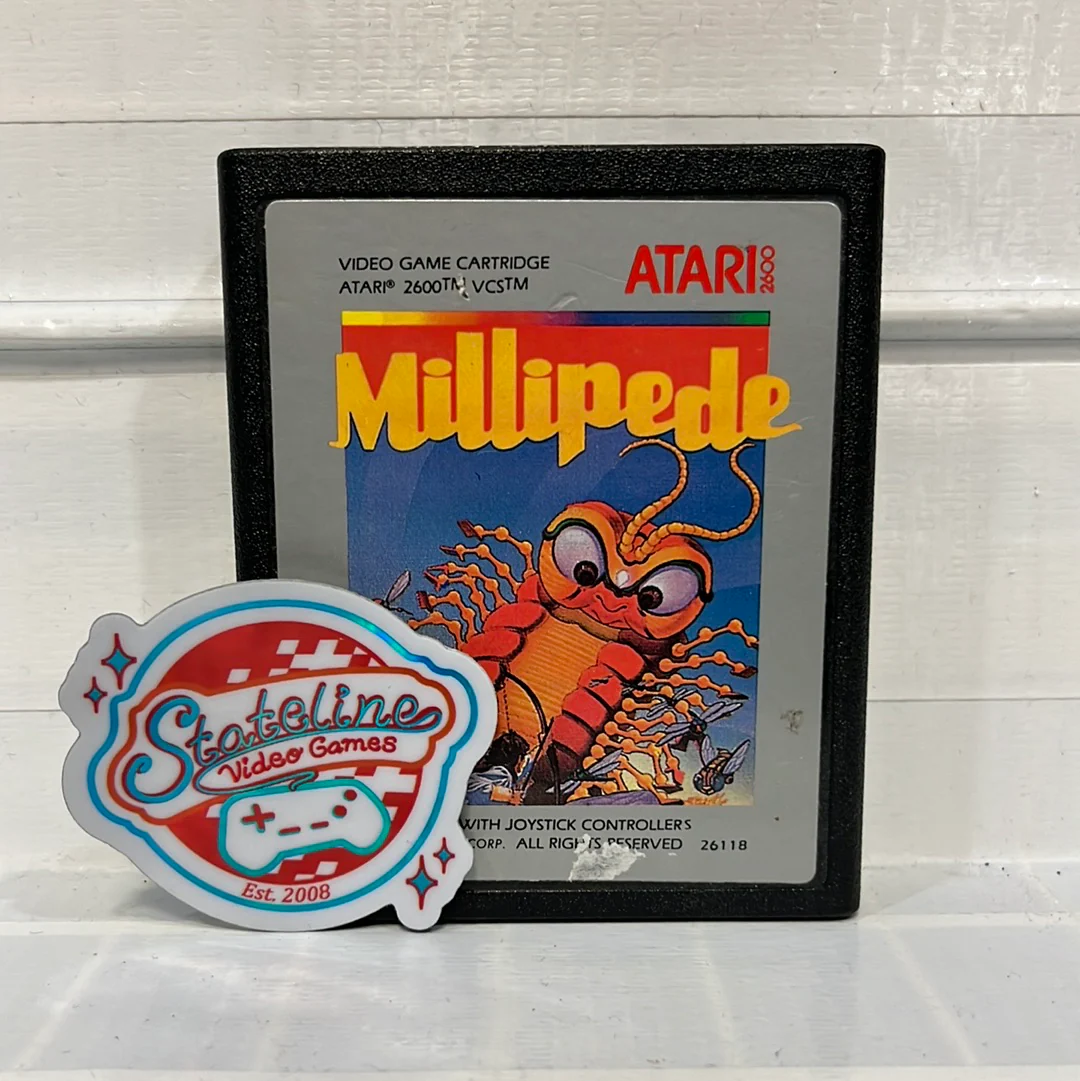 VIDEO GAME CARTRIDGE
ATARI® 2600™ VCS™
ATARI
2600
Millipede
WITH JOYSTICK CONTROLLERS
CORP. ALL RIGHTS RESERVED 26118
Stateline
Video Games
Est. 2008